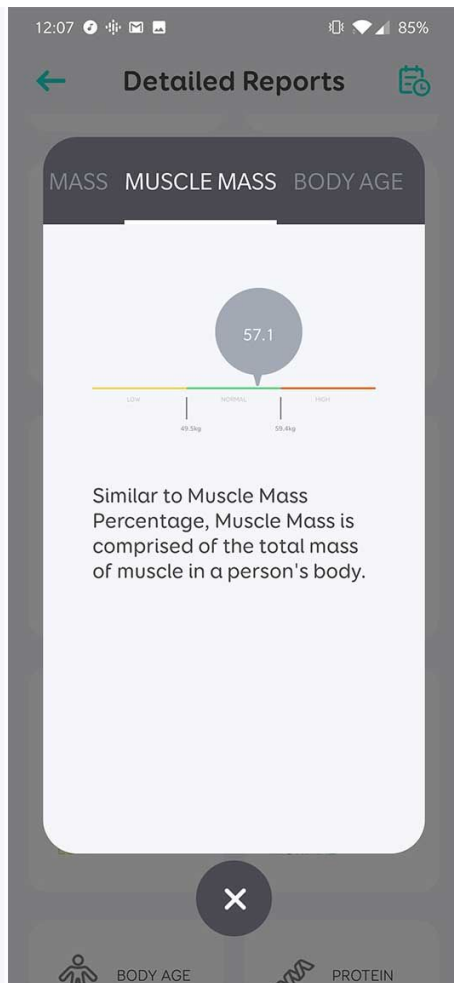 12:07 85%
Detailed Reports
MASS MUSCLE MASS BODY AGE
57.1
LOW NORMAL HIGH
49.5kg 59.4kg
Similar to Muscle Mass
Percentage, Muscle Mass is
comprised of the total mass
of muscle in a person's body.
BODY AGE PROTEIN